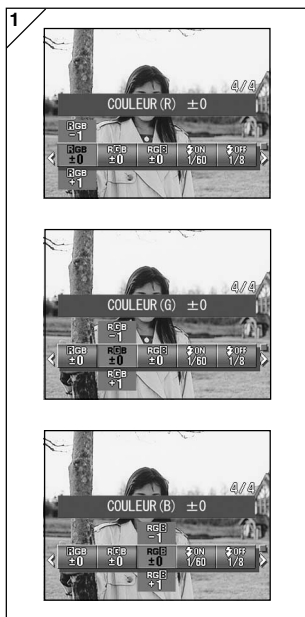 1
4/4
COULEUR(R) ±0
RGB
−1
RGB RGB RGB ON OFF
±0 ±0 ±0 1/60 1/8
RGB
+1
4/4
COULEUR(G) ±0
RGB
−1
RGB RGB RGB ON OFF
±0 ±0 ±0 1/60 1/8
RGB
+1
4/4
COULEUR(B) ±0
RGB
−1
RGB RGB RGB ON OFF
±0 ±0 ±0 1/60 1/8
RGB
+1